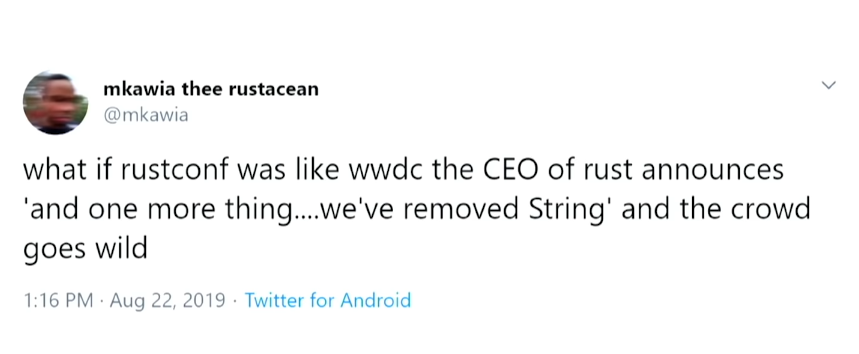 mkawia thee rustacean
@mkawia
what if rustconf was like wwdc the CEO of rust announces
'and one more thing....we've removed String' and the crowd
goes wild
1:16 PM · Aug 22, 2019 · Twitter for Android